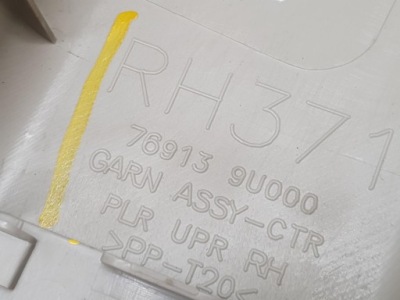 RH371
76913 9U000
GARN ASSY-CTR
PLR UPR RH
>PP-T20<